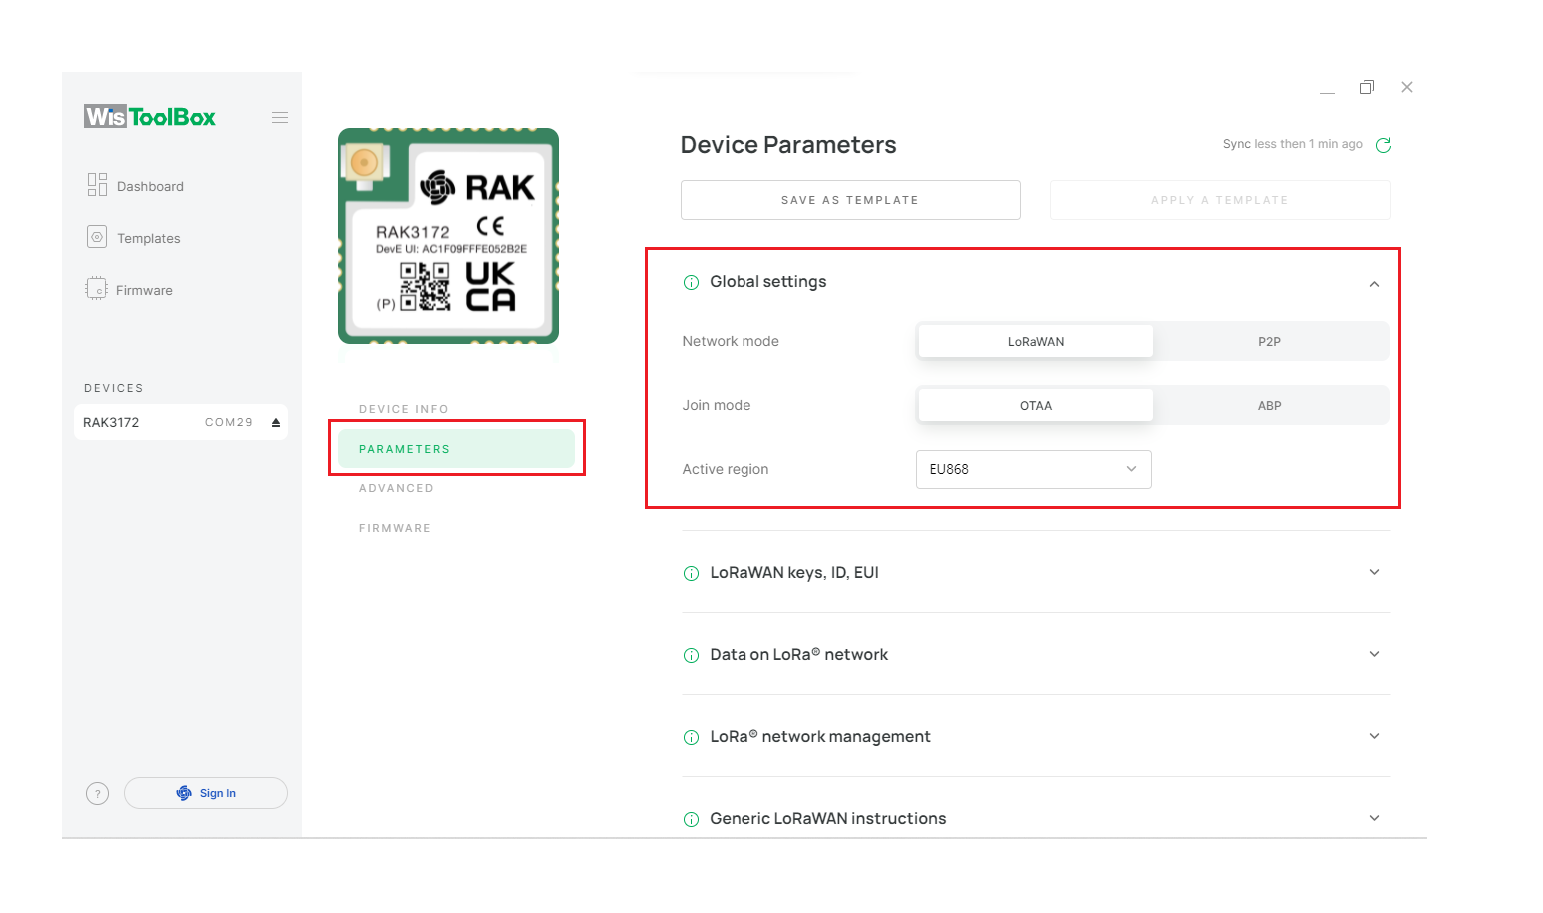 WisToolBox
Dashboard
Templates
Firmware
DEVICES
RAK3172 COM29
? Sign In
RAK
RAK3172
DevE UI: AC1F09FFFE052B2E
(P) UK
CA
DEVICE INFO
PARAMETERS
ADVANCED
FIRMWARE
Device Parameters
Sync less then 1 min ago
SAVE AS TEMPLATE
APPLY A TEMPLATE
Global settings
Network mode LoRaWAN P2P
Join mode OTAA ABP
Active region EU868
LoRaWAN keys, ID, EUI
Data on LoRa® network
LoRa® network management
Generic LoRaWAN instructions